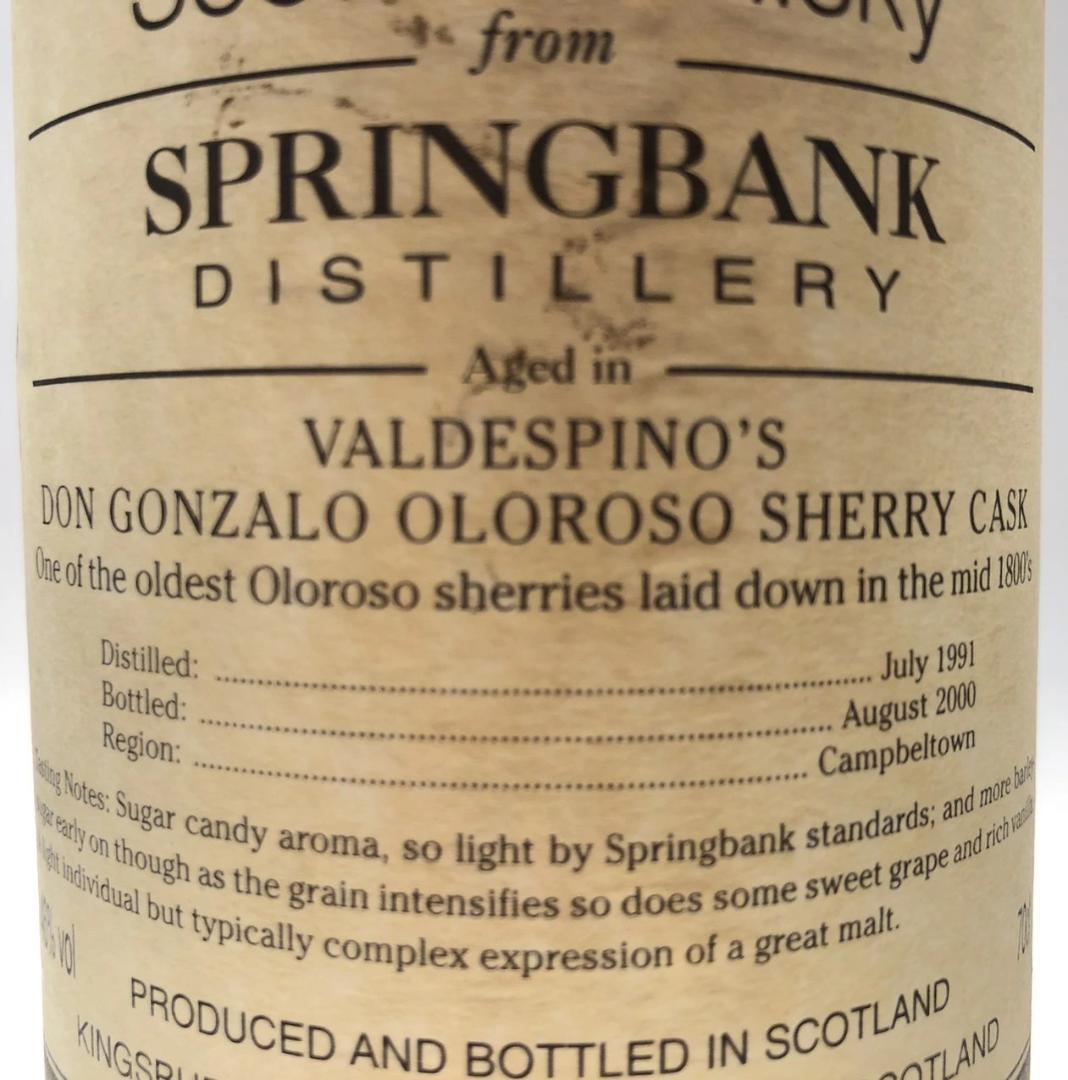 from
SPRINGBANK
DISTILLERY
Aged in
VALDESPINO'S
DON GONZALO OLOROSO SHERRY CASK
One of the oldest Oloroso sherries laid down in the mid 1800's
Distilled: ........ July 1991
Bottled: ........ August 2000
Region: ........ Campbeltown
Notes: Sugar candy aroma, so light by Springbank standards; and more
early on though as the grain intensifies so does some sweet grape and rich
light individual but typically complex expression of a great malt.
vol
PRODUCED AND BOTTLED IN SCOTLAND